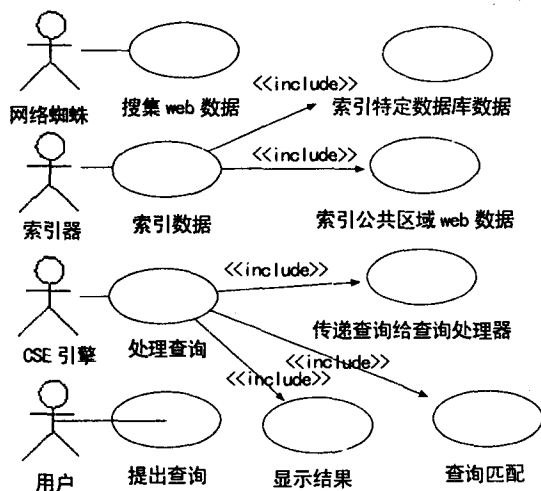 <<include>>
网络蜘蛛
搜集 web 数据
索引特定数据库数据
<<include>>
索引器
索引数据
索引公共区域 web 数据
<<include>>
CSE 引擎
处理查询
传递查询给查询处理器
<<include>>
<<include>>
用户
提出查询
显示结果
查询匹配